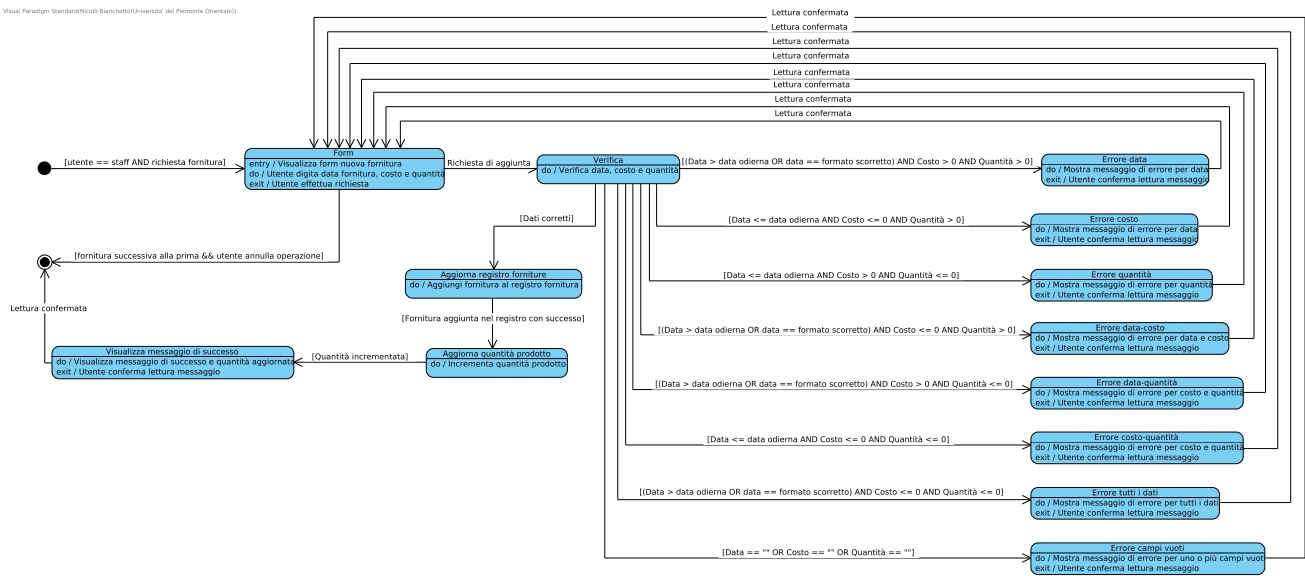 Visual Paradigm Standard(Nicolò Bianchetto(Universita' del Piemonte Orientale))
Lettura confermata
Lettura confermata
Lettura confermata
Lettura confermata
Lettura confermata
Lettura confermata
Lettura confermata
Lettura confermata
[utente == staff AND richiesta fornitura]
Form
entry / Visualizza form nuova fornitura
do / Utente digita data fornitura, costo e quantità
exit / Utente effettua richiesta
Richiesta di aggiunta
Verifica
do / Verifica data, costo e quantità
[(Data > data odierna OR data == formato scorretto) AND Costo > 0 AND Quantità > 0]
Errore data
do / Mostra messaggio di errore per data
exit / Utente conferma lettura messaggio
[Dati corretti]
[Data <= data odierna AND Costo <= 0 AND Quantità > 0]
Errore costo
do / Mostra messaggio di errore per data
exit / Utente conferma lettura messaggio
[fornitura successiva alla prima && utente annulla operazione]
Aggiorna registro forniture
do / Aggiungi fornitura al registro fornitura
[Data <= data odierna AND Costo > 0 AND Quantità <= 0]
Errore quantità
do / Mostra messaggio di errore per quantità
exit / Utente conferma lettura messaggio
Lettura confermata
[Fornitura aggiunta nel registro con successo]
[(Data > data odierna OR data == formato scorretto) AND Costo <= 0 AND Quantità > 0]
Errore data-costo
do / Mostra messaggio di errore per data e costo
exit / Utente conferma lettura messaggio
Visualizza messaggio di successo
do / Visualizza messaggio di successo e quantità aggiornata
exit / Utente conferma lettura messaggio
[Quantità incrementata]
Aggiorna quantità prodotto
do / Incrementa quantità prodotto
[(Data > data odierna OR data == formato scorretto) AND Costo > 0 AND Quantità <= 0]
Errore data-quantità
do / Mostra messaggio di errore per costo e quantità
exit / Utente conferma lettura messaggio
[Data <= data odierna AND Costo <= 0 AND Quantità <= 0]
Errore costo-quantità
do / Mostra messaggio di errore per costo e quantità
exit / Utente conferma lettura messaggio
[(Data > data odierna OR data == formato scorretto) AND Costo <= 0 AND Quantità <= 0]
Errore tutti i dati
do / Mostra messaggio di errore per tutti i dati
exit / Utente conferma lettura messaggio
[Data == "" OR Costo == "" OR Quantità == ""]
Errore campi vuoti
do / Mostra messaggio di errore per uno o più campi vuoti
exit / Utente conferma lettura messaggio